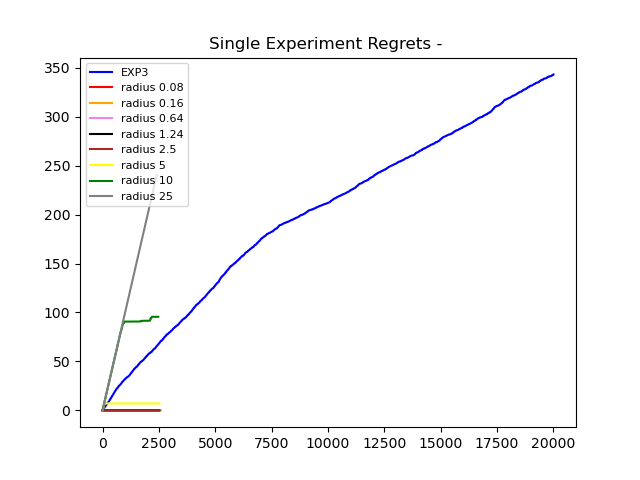 Single Experiment Regrets -
350
300
250
200
150
100
50
0
EXP3
radius 0.08
radius 0.16
radius 0.64
radius 1.24
radius 2.5
radius 5
radius 10
radius 25
0 2500 5000 7500 10000 12500 15000 17500 20000